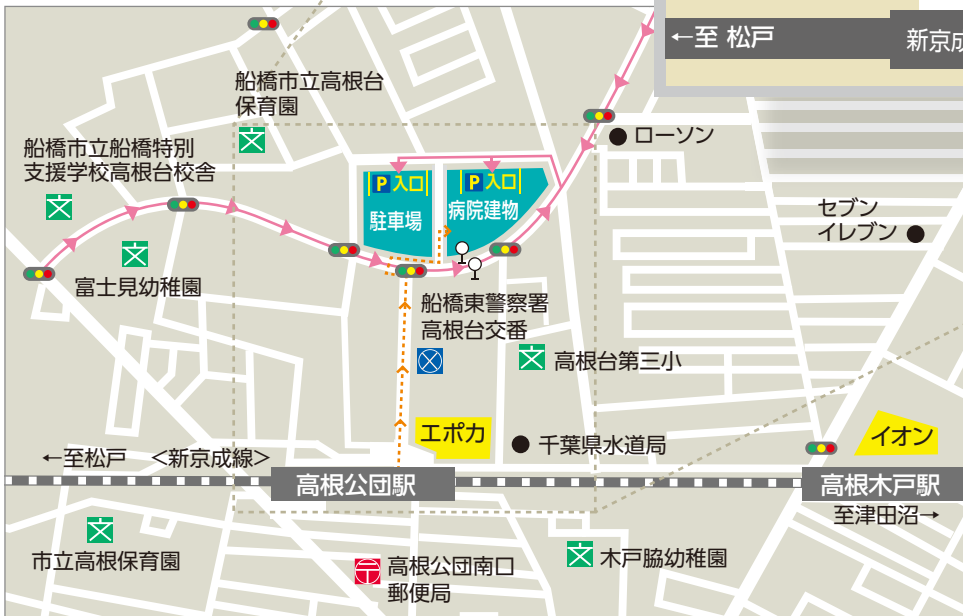 ←至 松戸
新京成
船橋市立高根台
保育園
ローソン
船橋市立船橋特別
支援学校高根台校舎
P 入口
P 入口
駐車場
病院建物
セブン
イレブン
富士見幼稚園
船橋東警察署
高根台交番
高根台第三小
エポカ
千葉県水道局
イオン
←至松戸 <新京成線>
高根公団駅
高根木戸駅
至津田沼→
市立高根保育園
高根公団南口
郵便局
木戸脇幼稚園